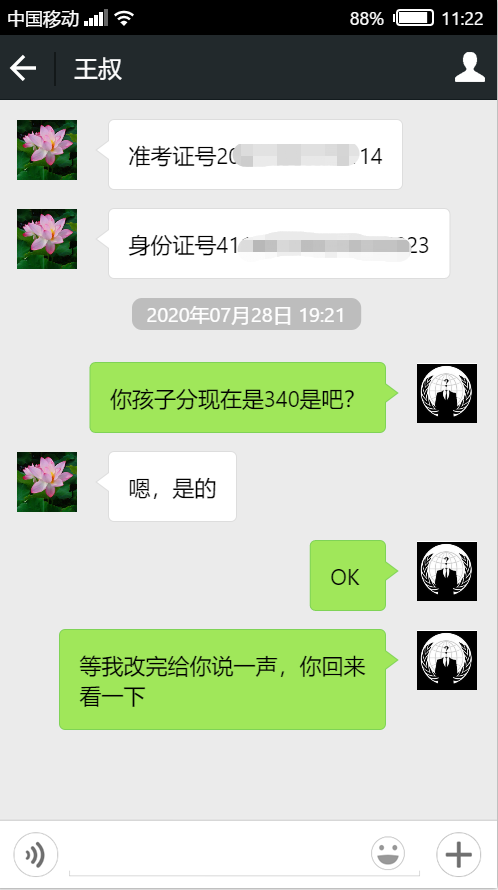 中国移动 88% 11:22
王叔
准考证号20 14
身份证号41 23
2020年07月28日 19:21
你孩子分现在是340是吧?
嗯，是的
OK
等我改完给你说一声，你回来
看一下